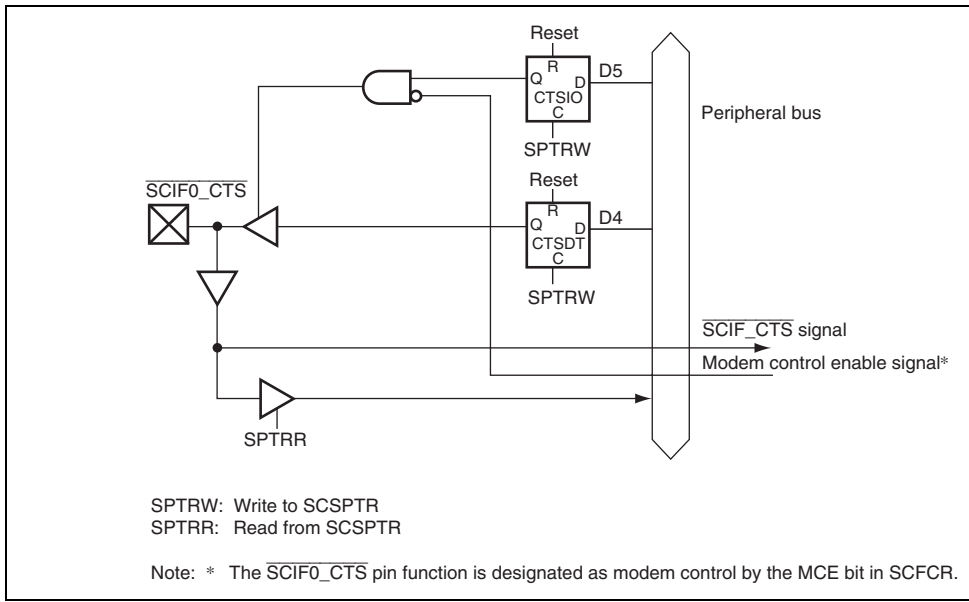 Reset
R
Q
D
D5
CTSIO
C
Peripheral bus
SPTRW
Reset
SCIF0_CTS
R
Q
D
D4
CTSDT
C
SPTRW
SCIF_CTS signal
Modem control enable signal*
SPTRR
SPTRW: Write to SCSPTR
SPTRR: Read from SCSPTR
Note: * The SCIF0_CTS pin function is designated as modem control by the MCE bit in SCFCR.